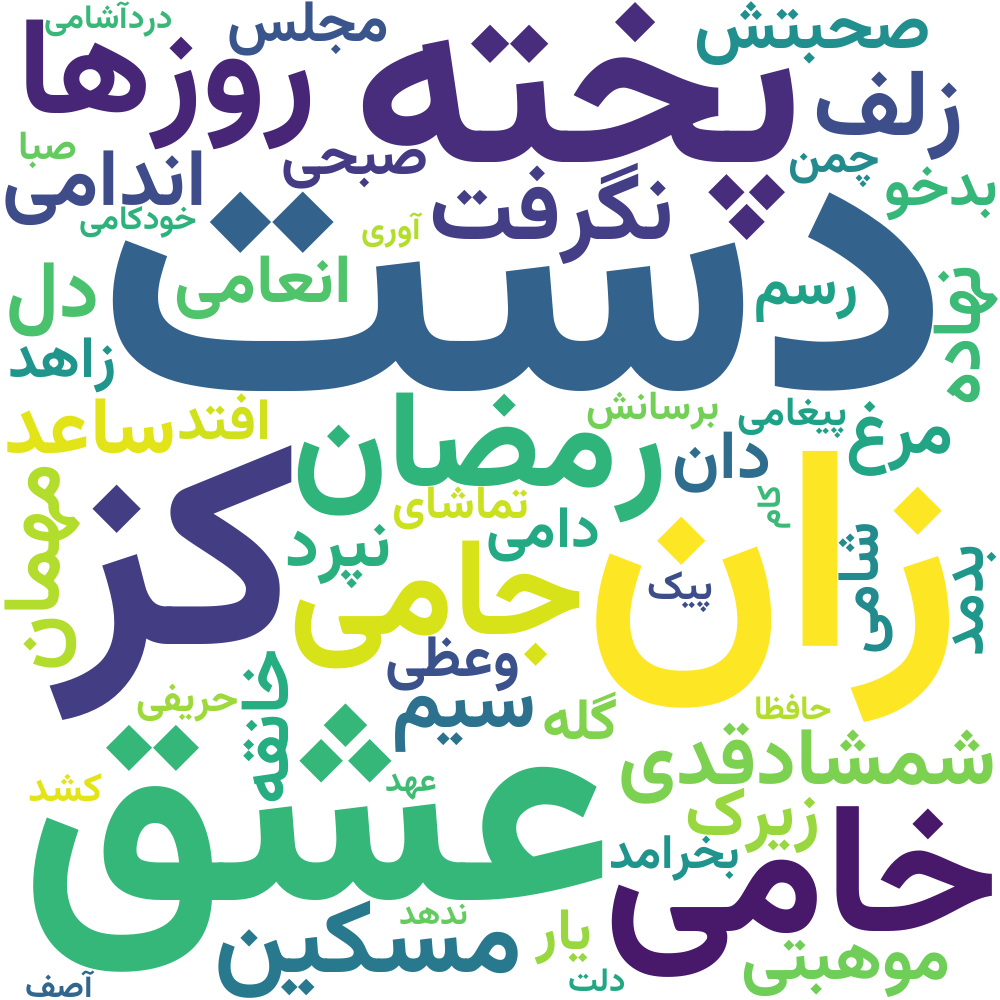 دردآشامی
مجلس
صحبتش
روزها
پخته
زلف
صبا
اندامی
صبحی
نگرفت
چمن
بدخو
خودکامی
آوری
دست
دل
انعامی
رسم
نهاده
زاهد
ساعد
افتد
رمضان
برسانش
پیغامی
مرغ
دان
کز
زان
تماشای
کام
مهمان
نپرد
دامی
جامی
پیک
شامی
بدمد
وعظی
خانقه
حریفی
سیم
گله
حافظا
شمشادقدی
عشق
عهد
کشد
زیرک
بخرامد
خامی
مسکین
ندهد
یار
موهبتی
دلت
آصف